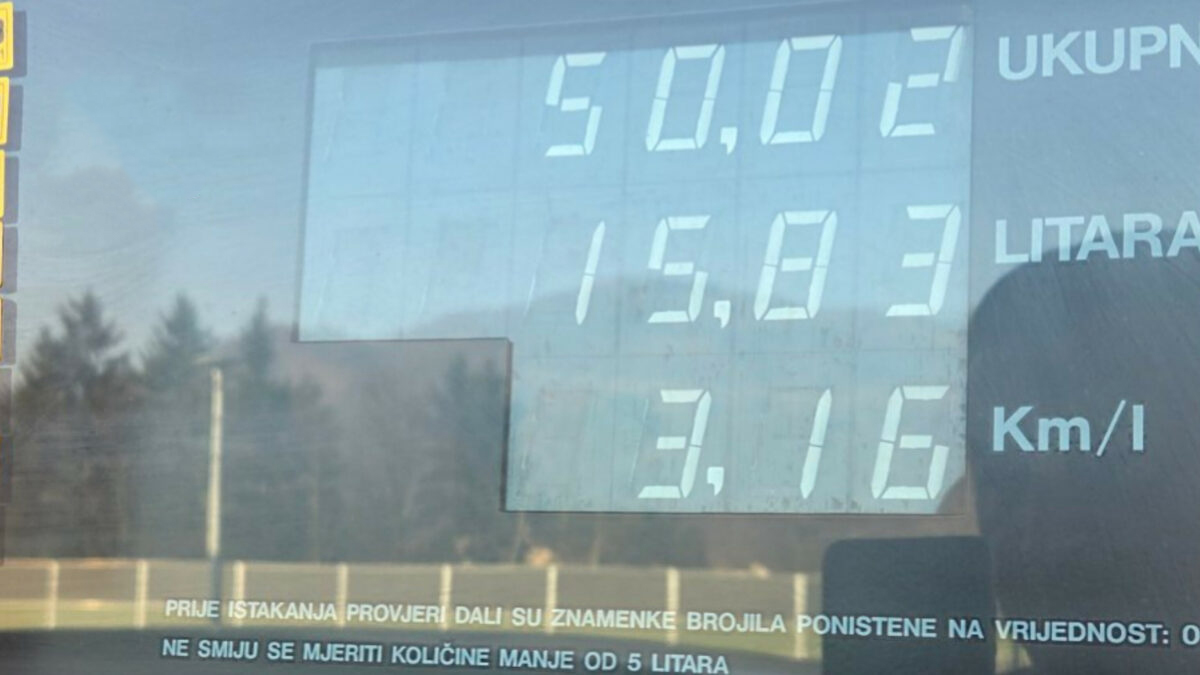 50,02 UKUPN
15,83 LITARA
3,16 Km/l
PRIJE ISTAKANJA PROVJERI DALI SU ZNAMENKE BROJILA PONISTENE NA VRIJEDNOST: 0
NE SMIJU SE MJERITI KOLIČINE MANJE OD 5 LITARA